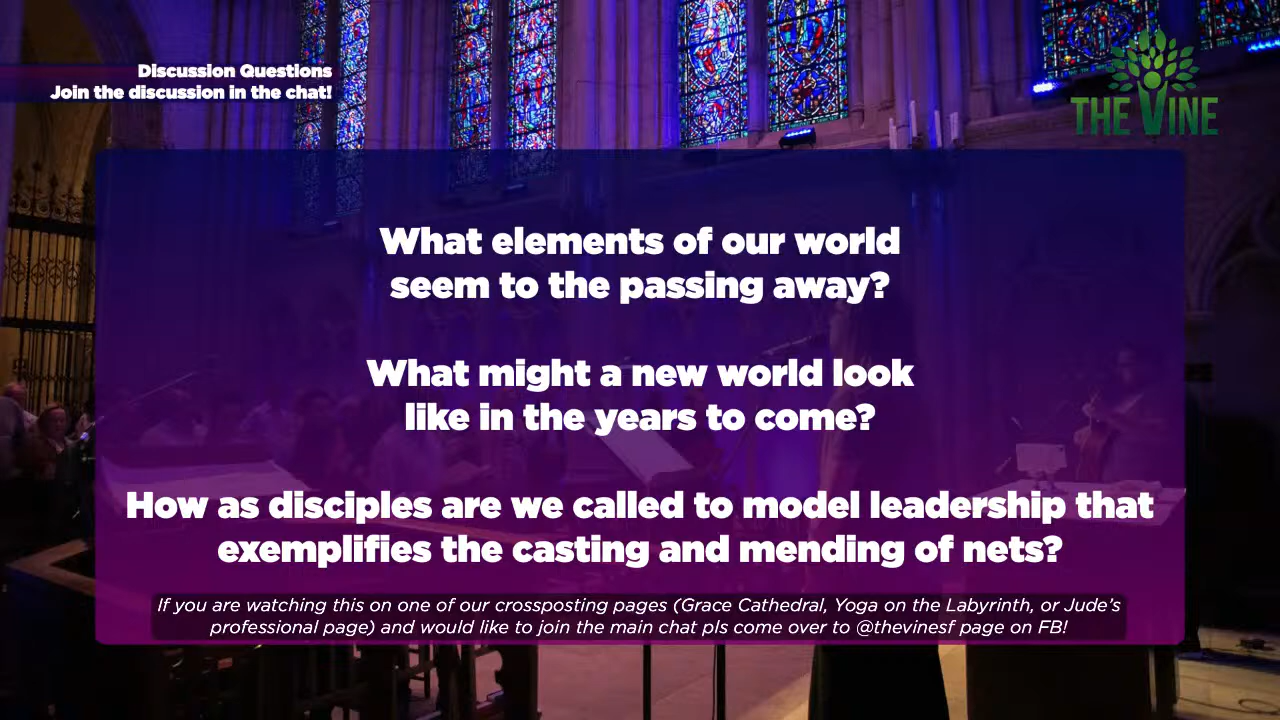 Discussion Questions
Join the discussion in the chat!
THE VINE
What elements of our world
seem to the passing away?
What might a new world look
like in the years to come?
How as disciples are we called to model leadership that
exemplifies the casting and mending of nets?
If you are watching this on one of our crossposting pages (Grace Cathedral, Yoga on the Labyrinth, or Jude's
professional page) and would like to join the main chat pls come over to @thevinesf page on FB!